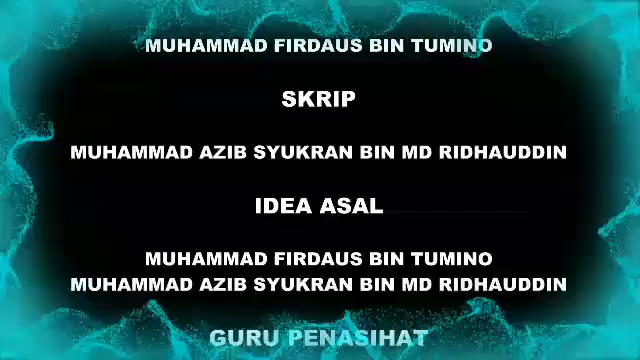 MUHAMMAD FIRDAUS BIN TUMINO
SKRIP
MUHAMMAD AZIB SYUKRAN BIN MD RIDHAUDDIN
IDEA ASAL
MUHAMMAD FIRDAUS BIN TUMINO
MUHAMMAD AZIB SYUKRAN BIN MD RIDHAUDDIN
GURU PENASIHAT